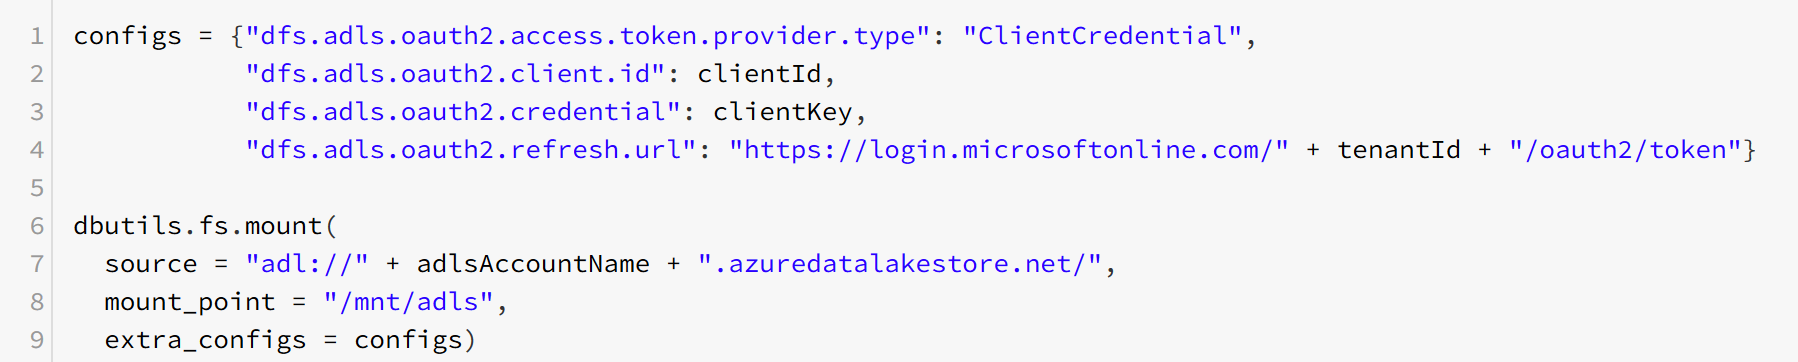 1 configs = {"dfs.adls.oauth2.access.token.provider.type": "ClientCredential",
2 "dfs.adls.oauth2.client.id": clientId,
3 "dfs.adls.oauth2.credential": clientKey,
4 "dfs.adls.oauth2.refresh.url": "https://login.microsoftonline.com/" + tenantId + "/oauth2/token"}
5
6 dbutils.fs.mount(
7 source = "adl://" + adlsAccountName + ".azuredatalakestore.net/",
8 mount_point = "/mnt/adls",
9 extra_configs = configs)